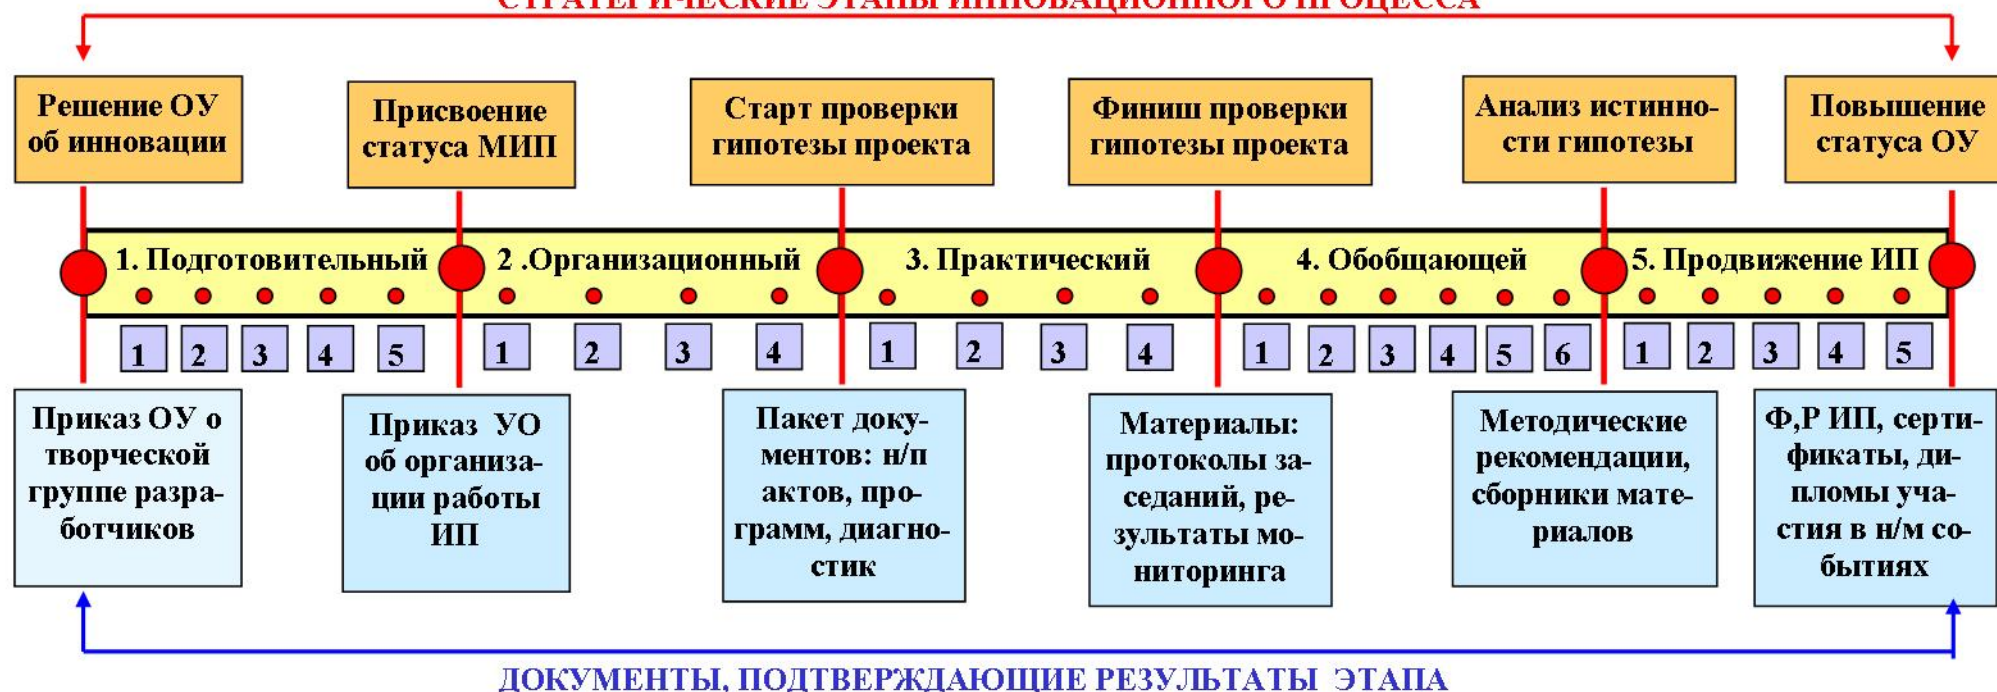 СТРАТЕГИЧЕСКИЕ ЭТАПЫ ИННОВАЦИОННОГО ПРОЦЕССА
Решение ОУ
об инновации
Присвоение
статуса МИП
Старт проверки
гипотезы проекта
Финиш проверки
гипотезы проекта
Анализ истинно-
сти гипотезы
Повышение
статуса ОУ
1. Подготовительный
2 .Организационный
3. Практический
4. Обобщающей
5. Продвижение ИП
1 2 3 4 5
1 2 3 4
1 2 3 4
1 2 3 4 5 6
1 2 3 4 5
Приказ ОУ о
творческой
группе разра-
ботчиков
Приказ УО
об организа-
ции работы
ИП
Пакет доку-
ментов: н/п
актов, про-
грамм, диагно-
стик
Материалы:
протоколы за-
седаний, ре-
зультаты мо-
ниторинга
Методические
рекомендации,
сборники мате-
риалов
Ф,Р ИП, серти-
фикаты, ди-
пломы уча-
стия в н/м со-
бытиях
ДОКУМЕНТЫ, ПОДТВЕРЖДАЮЩИЕ РЕЗУЛЬТАТЫ ЭТАПА